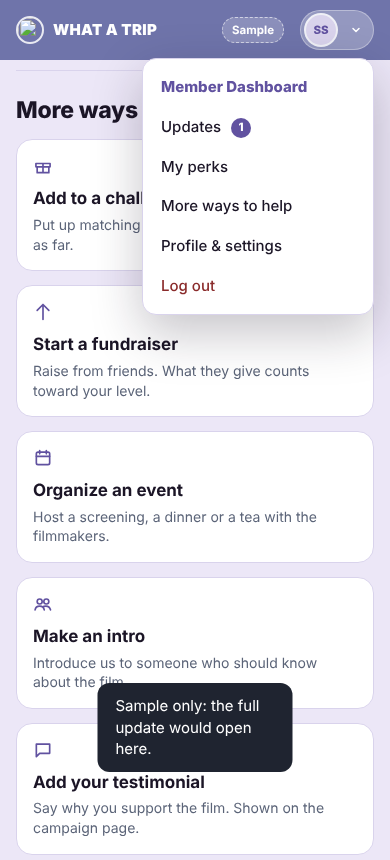 WHAT A TRIP
Sample
SS
Member Dashboard
Updates 1
My perks
More ways to help
Profile & settings
Log out
More ways
Add to a chall
Put up matching
as far.
Start a fundraiser
Raise from friends. What they give counts
toward your level.
Organize an event
Host a screening, a dinner or a tea with the
filmmakers.
Make an intro
Introduce us to someone who should know
about the film.
Sample only: the full
update would open
here.
Add your testimonial
Say why you support the film. Shown on the
campaign page.